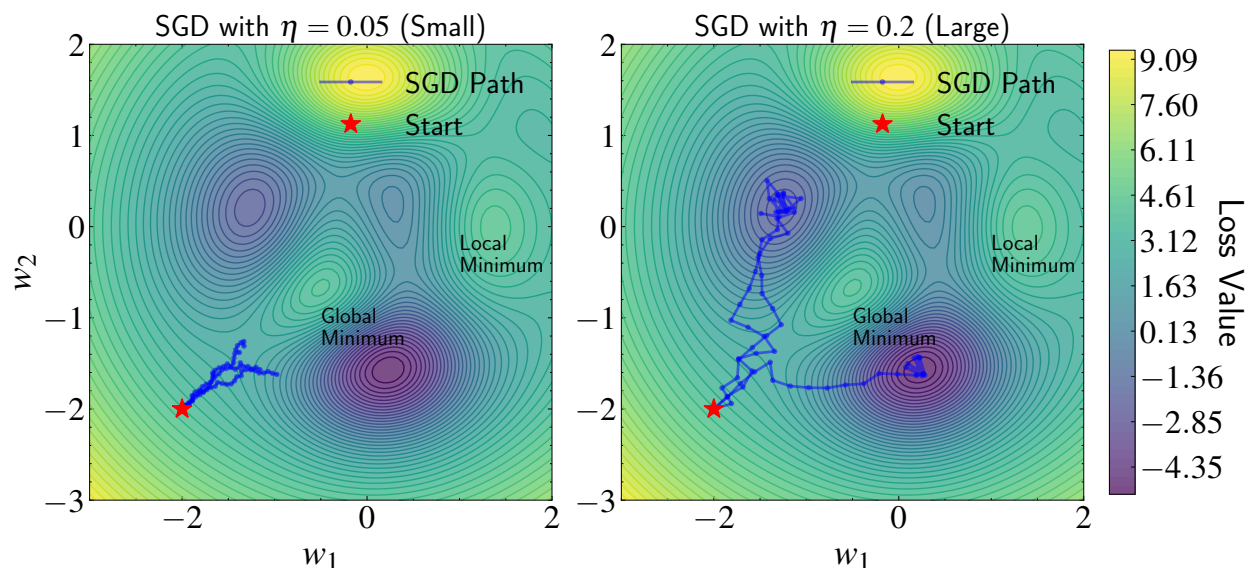 SGD with η = 0.05 (Small)
SGD with η = 0.2 (Large)
2
1
0
−1
−2
−3
w₂
SGD Path
Start
Local
Minimum
Global
Minimum
−2
0
2
w₁
2
1
0
−1
−2
−3
SGD Path
Start
Local
Minimum
Global
Minimum
−2
0
2
w₁
9.09
7.60
6.11
4.61
3.12
1.63
0.13
−1.36
−2.85
−4.35
Loss Value